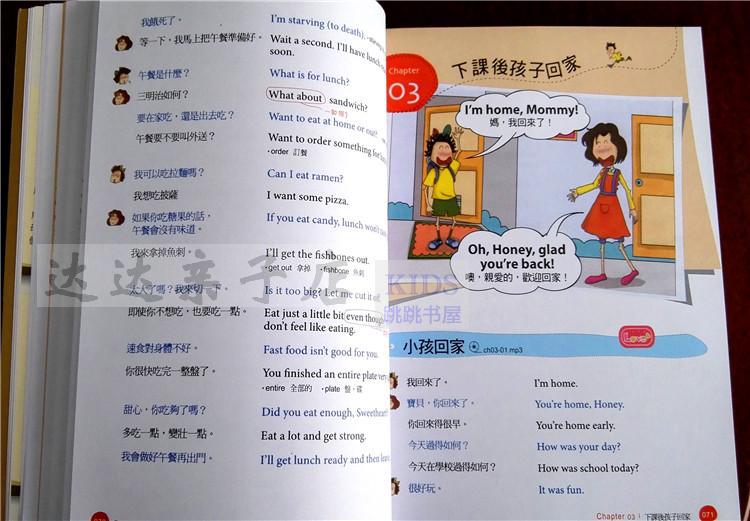 我餓死了。
I'm starving (to death).
等一下，我馬上把午餐準備好。
Wait a second. I'll have lunch
soon.
午餐是什麼？
What is for lunch?
三明治如何？
What about sandwich?
要在家吃，還是出去吃？
Want to eat at home or out?
午餐要不要叫外送？
Want to order something for
•order 訂餐
我可以吃拉麵嗎？
Can I eat ramen?
我想吃披薩
I want some pizza.
如果你吃糖果的話，
午餐會沒有味道。
If you eat candy, lunch won't
我來拿掉魚刺。
I'll get the fishbones out.
•get out 拿掉 •fishbone 魚刺
太大了嗎？我來切一下。
Is it too big? Let me cut it
即使你不想吃，也要吃一點。
Eat just a little bit even though
don't feel like eating.
速食對身體不好。
Fast food isn't good for you.
你很快吃完一整盤了。
You finished an entire plate
•entire 全部的 •plate 盤，碟
甜心，你吃夠了嗎？
Did you eat enough, Sweetheart
多吃一點，變壯一點。
Eat a lot and get strong.
我會做好午餐再出門。
I'll get lunch ready and then leave
Chapter
03
下課後孩子回家
I'm home, Mommy!
媽，我回來了！
Oh, Honey, glad
you're back!
噢，親愛的，歡迎回家！
达达亲子店
KIDS
跳跳书屋
小孩回家
ch03-01.mp3
我回來了。
I'm home.
寶貝，你回來了。
You're home, Honey.
你回來得很早。
You're home early.
今天過得如何？
How was your day?
今天在學校過得如何？
How was school today?
很好玩。
It was fun.
Chapter 03
下課後孩子回家
071